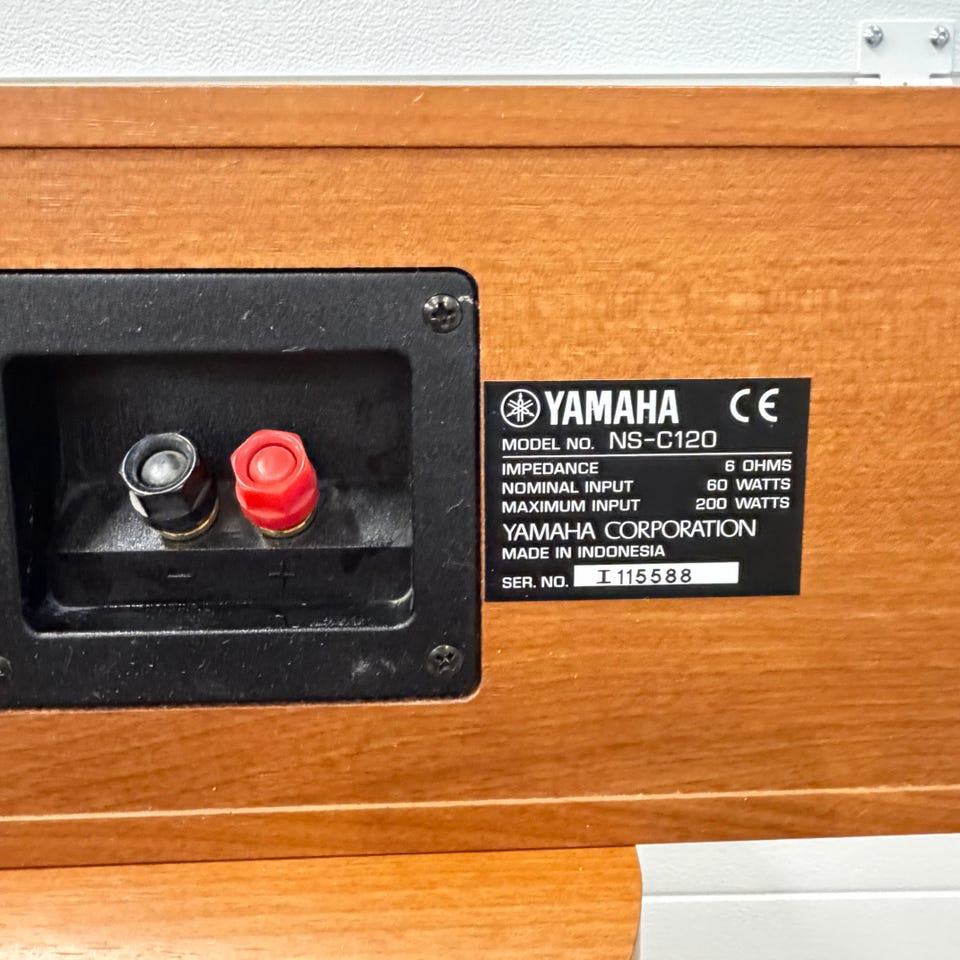 YAMAHA CE
MODEL NO. NS-C120
IMPEDANCE 6 OHMS
NOMINAL INPUT 60 WATTS
MAXIMUM INPUT 200 WATTS
YAMAHA CORPORATION
MADE IN INDONESIA
SER. NO. I115588
− +